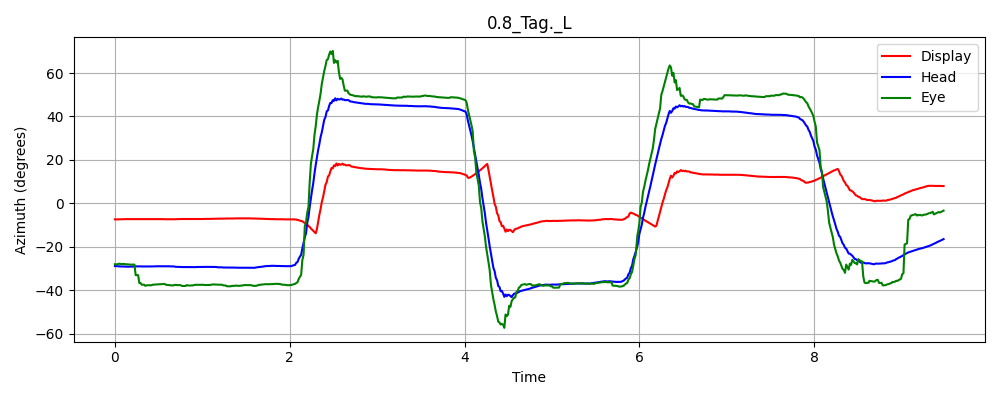 0.8_Tag._L
Azimuth (degrees)
60
40
20
0
−20
−40
−60
Display
Head
Eye
0 2 4 6 8
Time